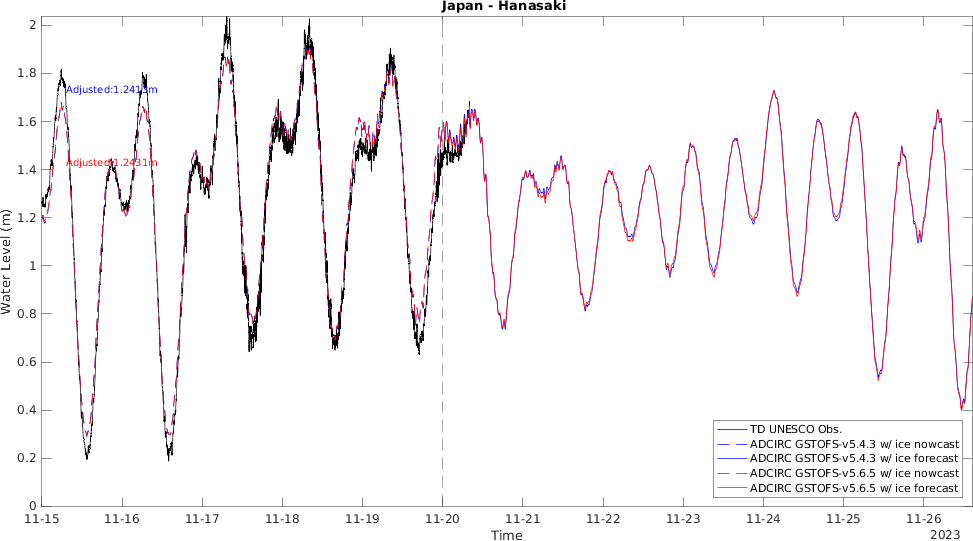 Japan - Hanasaki
2
1.8
1.6
1.4
1.2
1
0.8
0.6
0.4
0.2
0
Water Level (m)
Adjusted:1.2413m
Adjusted:1.2431m
TD UNESCO Obs.
ADCIRC GSTOFS-v5.4.3 w/ ice nowcast
ADCIRC GSTOFS-v5.4.3 w/ ice forecast
ADCIRC GSTOFS-v5.6.5 w/ ice nowcast
ADCIRC GSTOFS-v5.6.5 w/ ice forecast
11-15 11-16 11-17 11-18 11-19 11-20 11-21 11-22 11-23 11-24 11-25 11-26
Time
2023